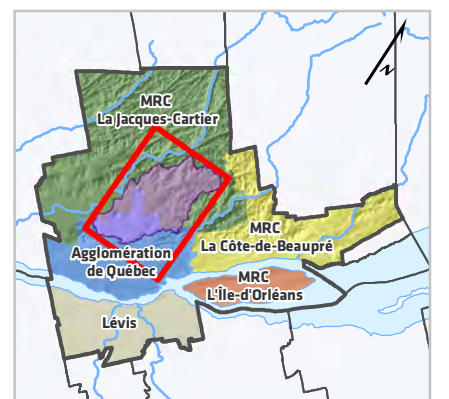 N
MRC
La Jacques-Cartier
MRC
La Côte-de-Beaupré
Agglomération
de Québec
MRC
L'Île-d'Orléans
Lévis